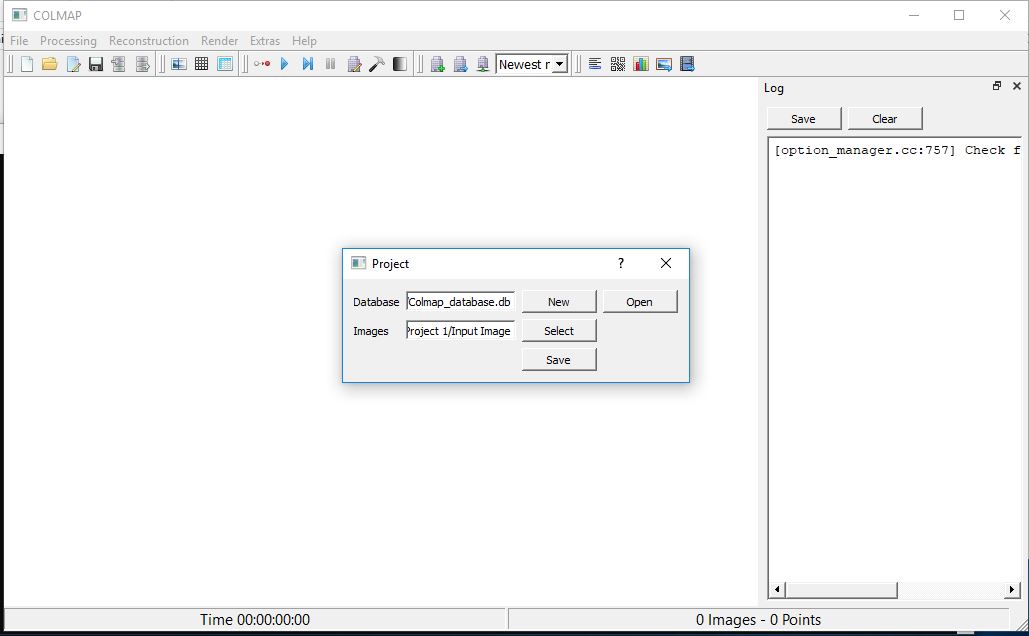 COLMAP
File Processing Reconstruction Render Extras Help
Newest r
Log
Save Clear
[option_manager.cc:757] Check f
Project
Database Colmap_database.db New Open
Images Project 1/Input Image Select
Save
Time 00:00:00:00
0 Images - 0 Points